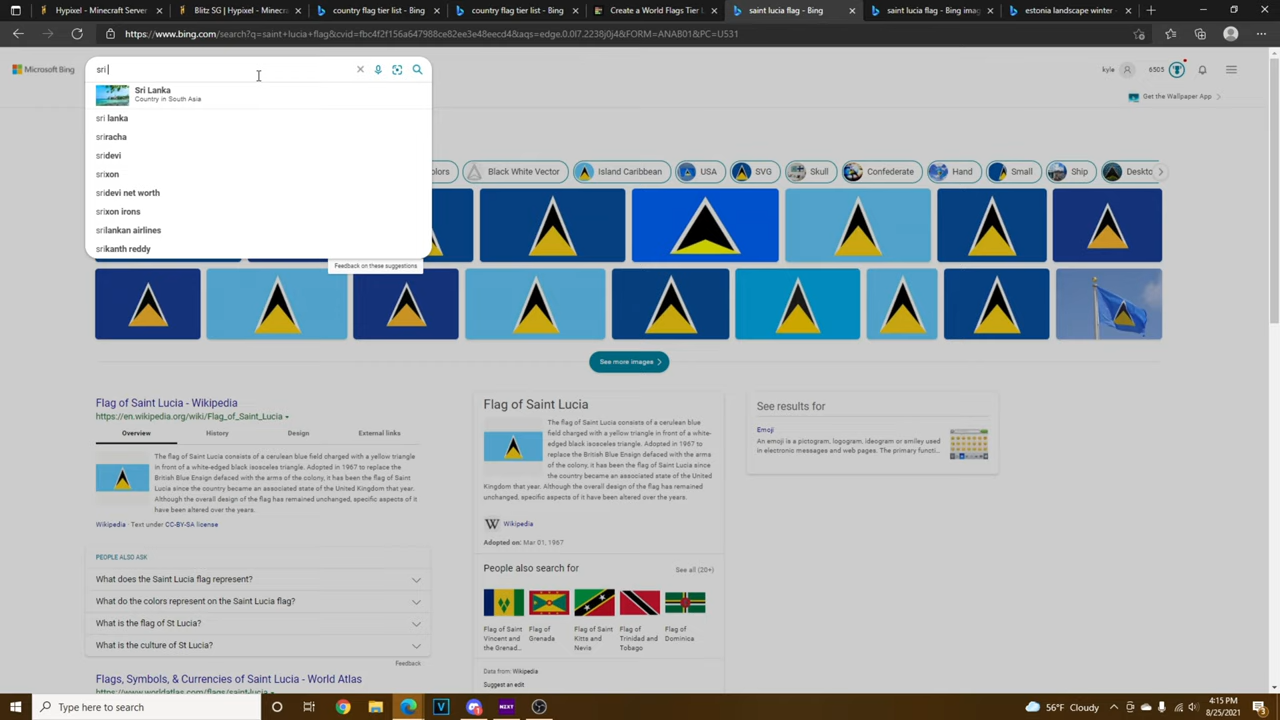 Hypixel - Minecra
Blitz SG | Hypixel - Minecraft
country flag tier list - Bing
country flag tier list - Bing
Create a World Flags Tier
saint lucia flag - Bing
saint lucia flag - Bing ima
estonia landscape winter -
https://www.bing.com/search?q=saint+lucia+flag&cvid=fbc4f2f156a647988ce82ee3e48eecd4&aqs=edge.0.0l7.2238j0j4&FORM=ANAB01&PC=U531
Microsoft Bing
sri
kyle
6505
Get the Wallpaper App
Sri Lanka
Country in South Asia
sri lanka
sriracha
sridevi
srixon
sridevi net worth
srixon irons
srilankan airlines
srikanth reddy
Feedback on these suggestions
olors
Black White Vector
Island Caribbean
USA
SVG
Skull
Confederate
Hand
Small
Ship
Deskto
See more images
Flag of Saint Lucia - Wikipedia
https://en.wikipedia.org/wiki/Flag_of_Saint_Lucia
Overview
History
Design
External links
The flag of Saint Lucia consists of a cerulean blue
field charged with a yellow triangle in front of a
white-edged black isosceles triangle. Adopted in 1967 to
replace the British Blue Ensign defaced with the arms of
the colony, it has been the flag of Saint Lucia since
the country became an associated state of the United
Kingdom that year. Although the overall design of the
flag has remained unchanged, specific aspects of it have been altered over the years.
Wikipedia · Text under CC-BY-SA license
PEOPLE ALSO ASK
What does the Saint Lucia flag represent?
What do the colors represent on the Saint Lucia flag?
What is the flag of St Lucia?
What is the culture of St Lucia?
Feedback
Flags, Symbols, & Currencies of Saint Lucia - World Atlas
https://www.worldatlas.com/flags/saint-lucia
Flag of Saint Lucia
The flag of Saint Lucia consists of a cerulean blue
field charged with a yellow triangle in front of a white-
edged black isosceles triangle. Adopted in 1967 to
replace the British Blue Ensign defaced with the arms
of the colony, it has been the flag of Saint Lucia since
the country became an associated state of the United
Kingdom that year. Although the overall design of the flag has remained
unchanged, specific aspects of it have been altered over the years.
Wikipedia
Adopted on: Mar 01, 1967
People also search for
See all (20+)
Flag of Saint Vincent and the Grenad...
Flag of Grenada
Flag of Saint Kitts and Nevis
Flag of Trinidad and Tobago
Flag of Dominica
Data from: Wikipedia
Suggest an edit
See results for
Emoji
An emoji is a pictogram, logogram, ideogram or smiley used
in electronic messages and web pages. The primary functi...
Type here to search
56°F Cloudy
4:15 PM
8/25/2021